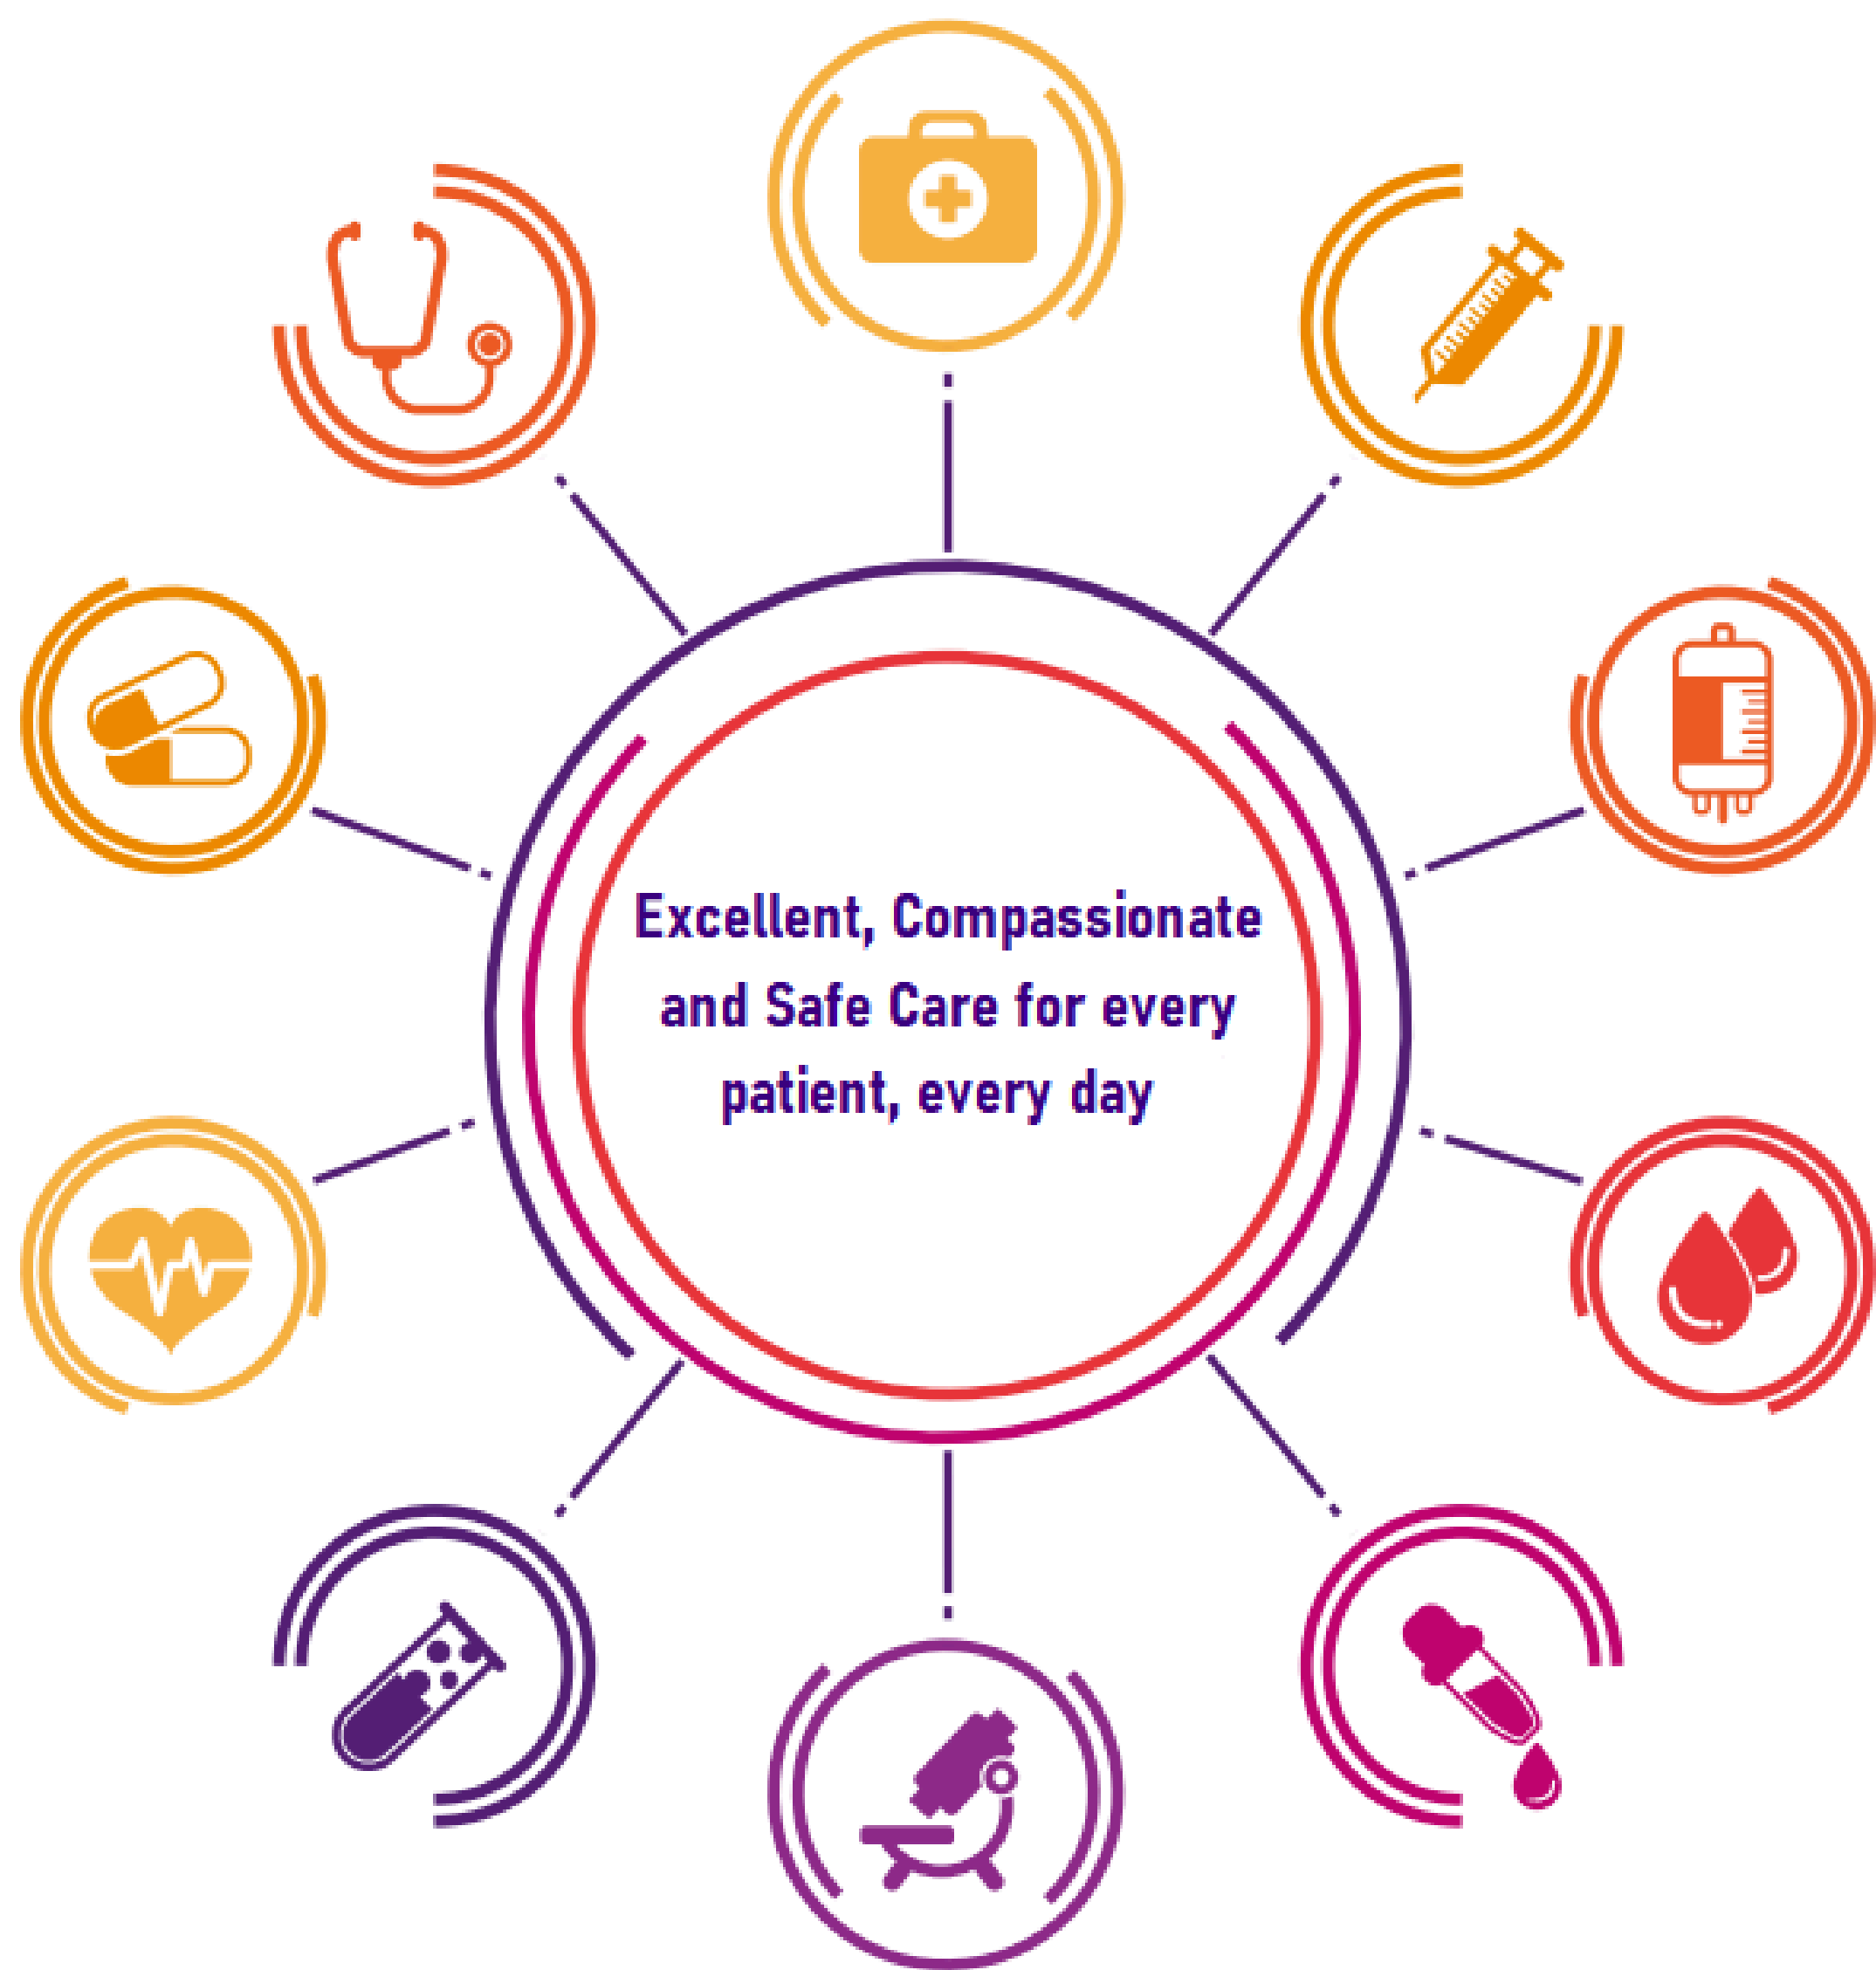 Excellent, Compassionate
and Safe Care for every
patient, every day